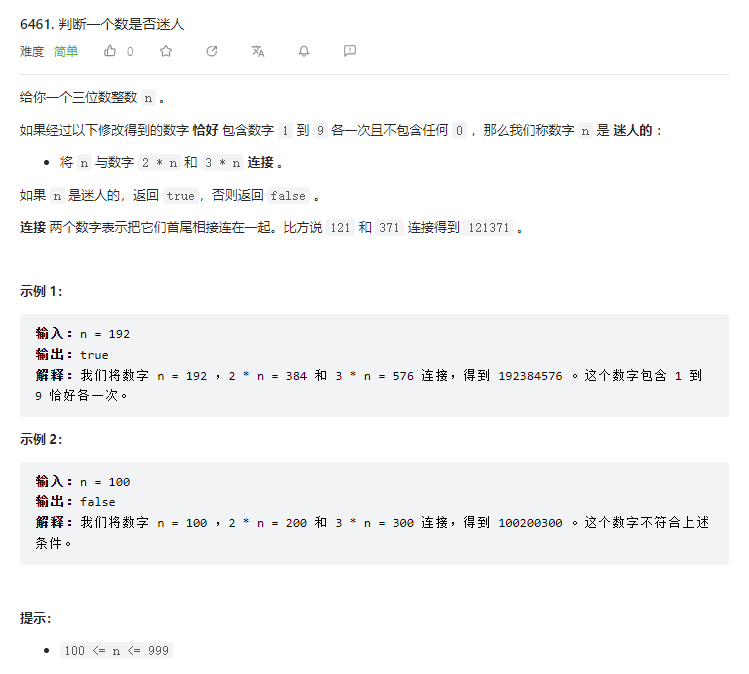 6461. 判断一个数是否迷人
难度 简单 0
给你一个三位数整数 n 。
如果经过以下修改得到的数字 恰好 包含数字 1 到 9 各一次且不包含任何 0 ，那么我们称数字 n 是 迷人的 ：
• 将 n 与数字 2 * n 和 3 * n 连接 。
如果 n 是迷人的，返回 true，否则返回 false 。
连接 两个数字表示把它们首尾相接连在一起。比方说 121 和 371 连接得到 121371 。
示例 1：
输入：n = 192
输出：true
解释：我们将数字 n = 192 ，2 * n = 384 和 3 * n = 576 连接，得到 192384576 。这个数字包含 1 到
9 恰好各一次。
示例 2：
输入：n = 100
输出：false
解释：我们将数字 n = 100 ，2 * n = 200 和 3 * n = 300 连接，得到 100200300 。这个数字不符合上述
条件。
提示：
• 100 <= n <= 999